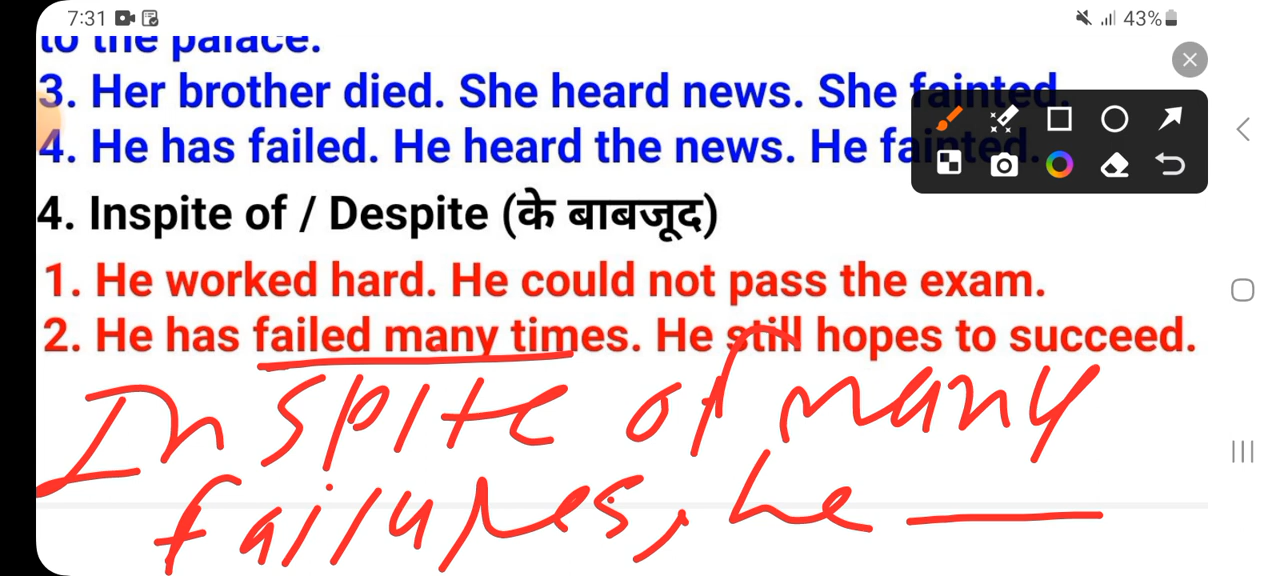 7:31 43%
to the palace.
3. Her brother died. She heard news. She fainted.
4. He has failed. He heard the news. He fainted.
4. Inspite of / Despite (के बाबजूद)
1. He worked hard. He could not pass the exam.
2. He has failed many times. He still hopes to succeed.
Inspite of many
failures, he